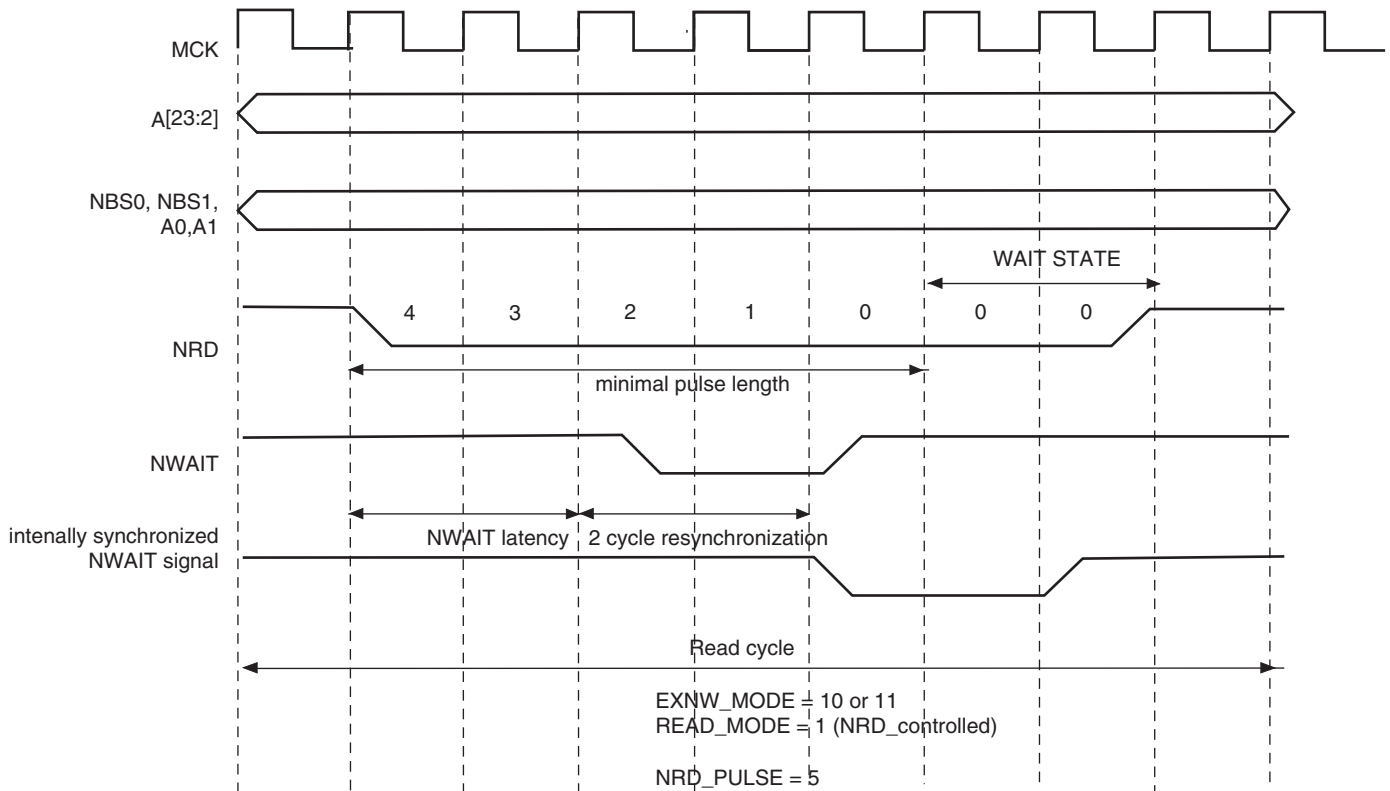 MCK
A[23:2]
NBS0, NBS1,
A0,A1
WAIT STATE
4 3 2 1 0 0 0
NRD
minimal pulse length
NWAIT
intenally synchronized
NWAIT signal
NWAIT latency 2 cycle resynchronization
Read cycle
EXNW_MODE = 10 or 11
READ_MODE = 1 (NRD_controlled)
NRD_PULSE = 5